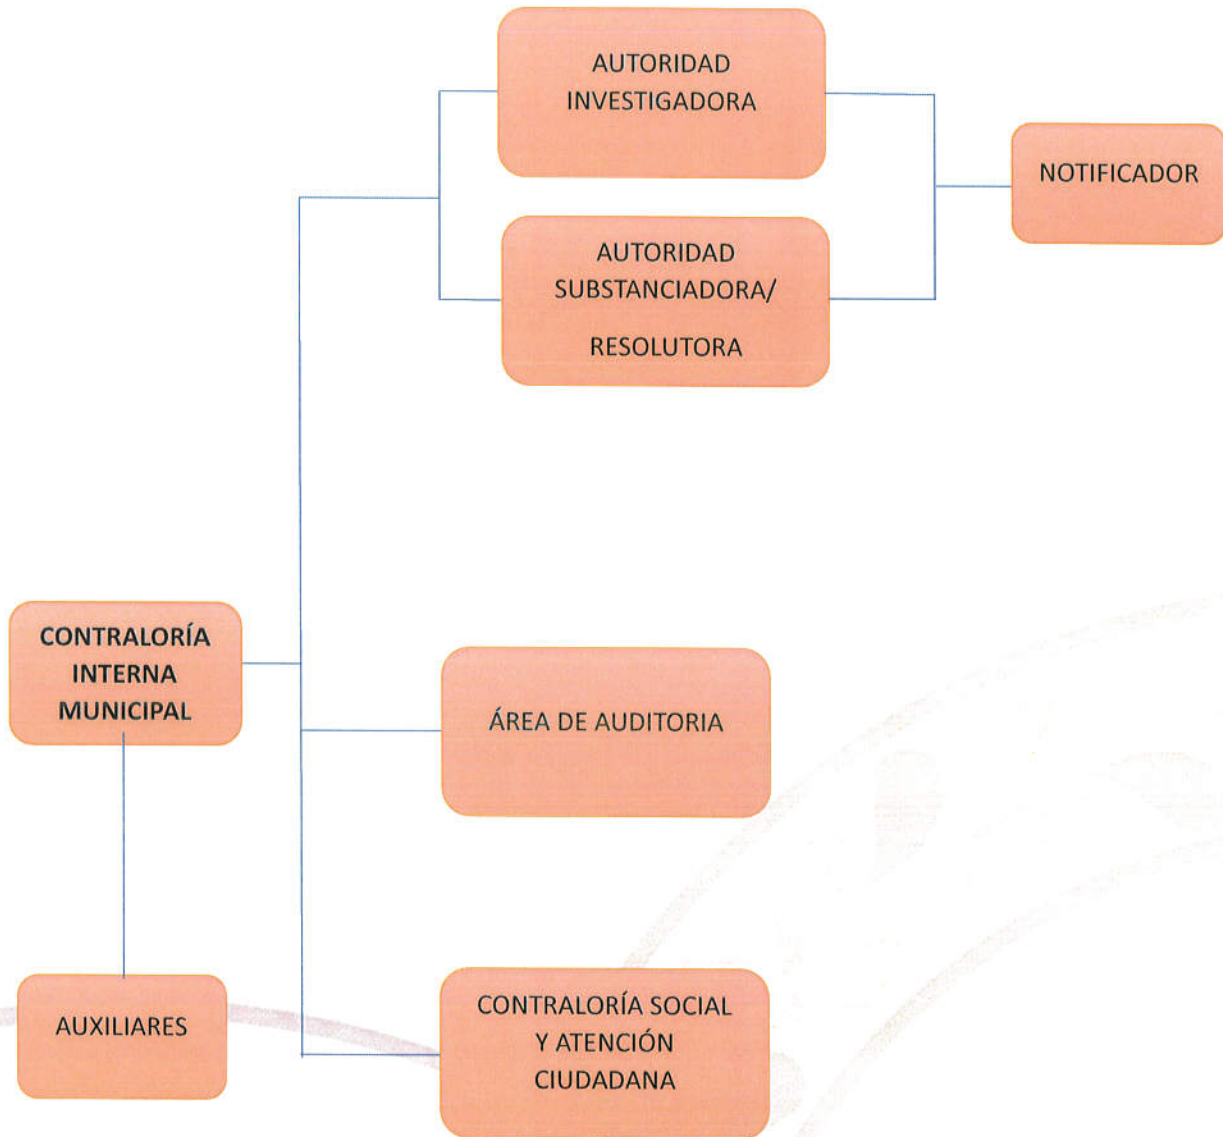 AUTORIDAD
INVESTIGADORA
NOTIFICADOR
AUTORIDAD
SUBSTANCIADORA/
RESOLUTORA
CONTRALORÍA
INTERNA
MUNICIPAL
ÁREA DE AUDITORIA
AUXILIARES
CONTRALORÍA SOCIAL
Y ATENCIÓN
CIUDADANA